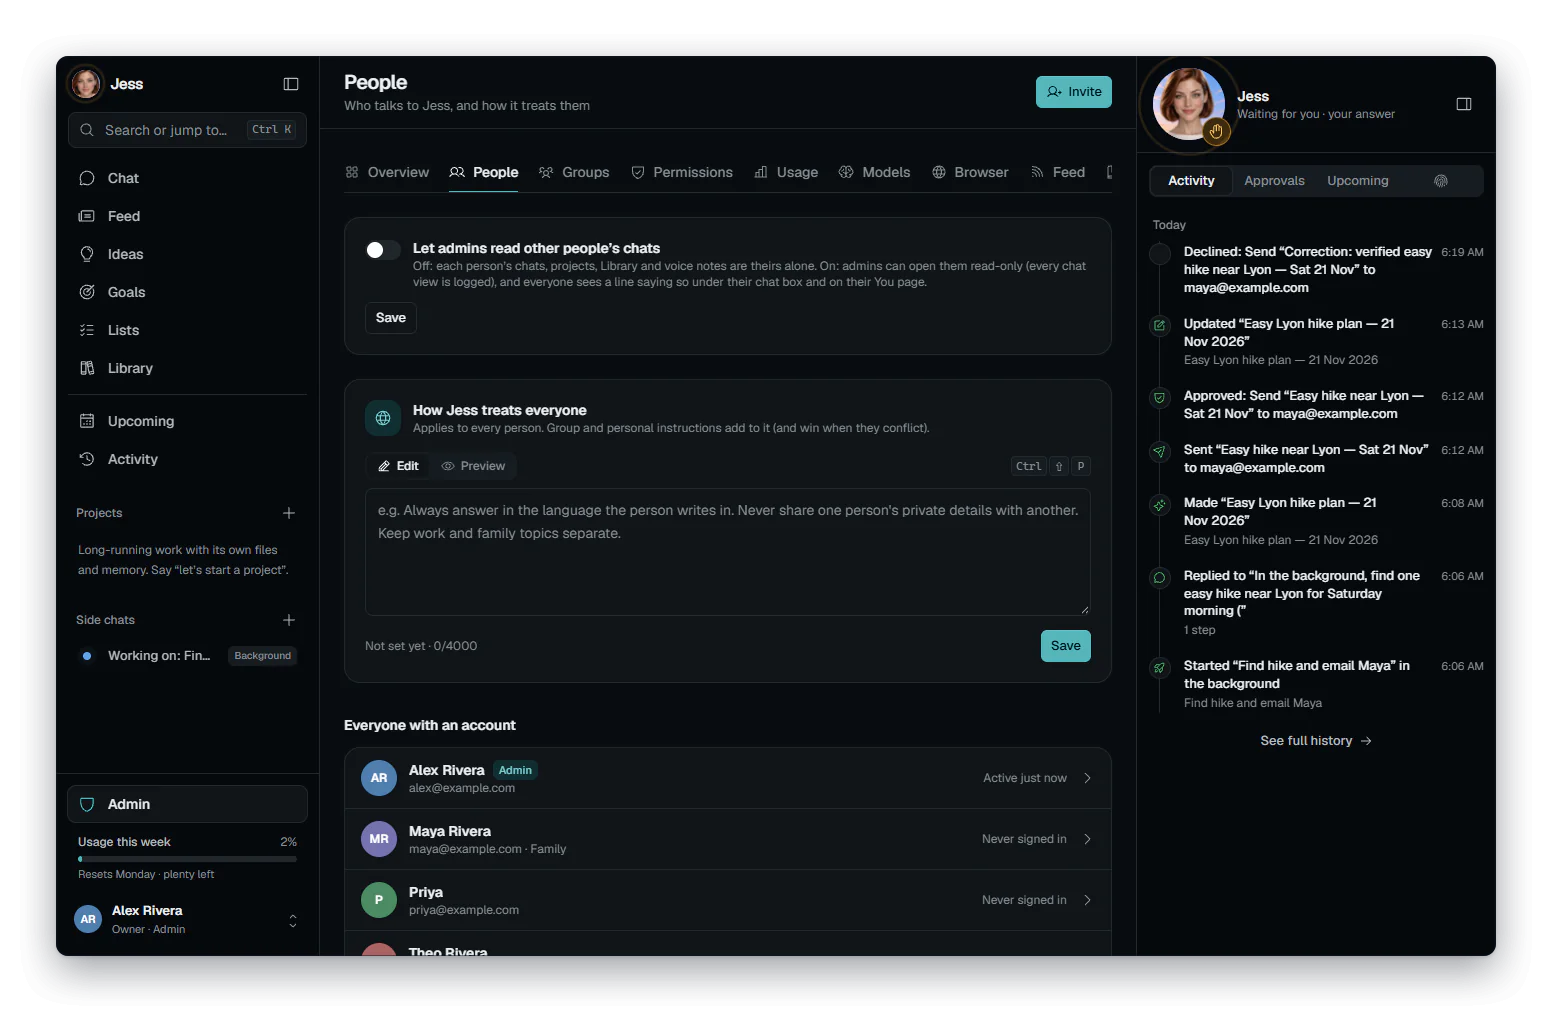 Jess
Search or jump to... Ctrl K
Chat
Feed
Ideas
Goals
Lists
Library
Upcoming
Activity
Projects
Long-running work with its own files
and memory. Say “let’s start a project”.
Side chats
Working on: Fin... Background
Admin
Usage this week 2%
Resets Monday · plenty left
AR
Alex Rivera
Owner · Admin
People
Who talks to Jess, and how it treats them
Invite
Overview People Groups Permissions Usage Models Browser Feed
Let admins read other people’s chats
Off: each person’s chats, projects, Library and voice notes are theirs alone. On: admins can open them read-only (every chat
view is logged), and everyone sees a line saying so under their chat box and on their You page.
Save
How Jess treats everyone
Applies to every person. Group and personal instructions add to it (and win when they conflict).
Edit Preview Ctrl ⇧ P
e.g. Always answer in the language the person writes in. Never share one person’s private details with another.
Keep work and family topics separate.
Not set yet · 0/4000
Save
Everyone with an account
AR
Alex Rivera Admin
alex@example.com
Active just now
MR
Maya Rivera
maya@example.com · Family
Never signed in
P
Priya
priya@example.com
Never signed in
Theo Rivera
Jess
Waiting for you · your answer
Activity Approvals Upcoming
Today
Declined: Send “Correction: verified easy 6:19 AM
hike near Lyon — Sat 21 Nov” to
maya@example.com
Updated “Easy Lyon hike plan — 21 6:13 AM
Nov 2026”
Easy Lyon hike plan — 21 Nov 2026
Approved: Send “Easy hike near Lyon — 6:12 AM
Sat 21 Nov” to maya@example.com
Sent “Easy hike near Lyon — Sat 21 Nov” 6:12 AM
to maya@example.com
Made “Easy Lyon hike plan — 21 6:08 AM
Nov 2026”
Easy Lyon hike plan — 21 Nov 2026
Replied to “In the background, find one 6:06 AM
easy hike near Lyon for Saturday
morning (”
1 step
Started “Find hike and email Maya” in 6:06 AM
the background
Find hike and email Maya
See full history →